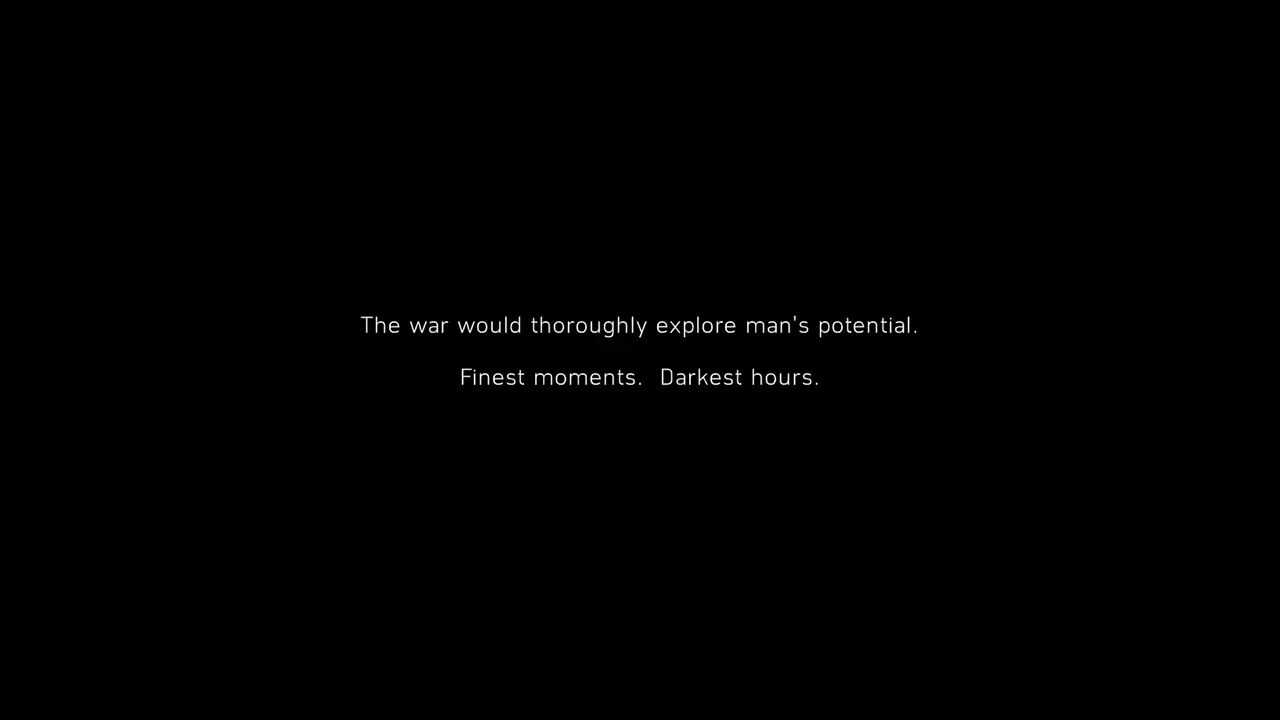 The war would thoroughly explore man's potential.
Finest moments.  Darkest hours.